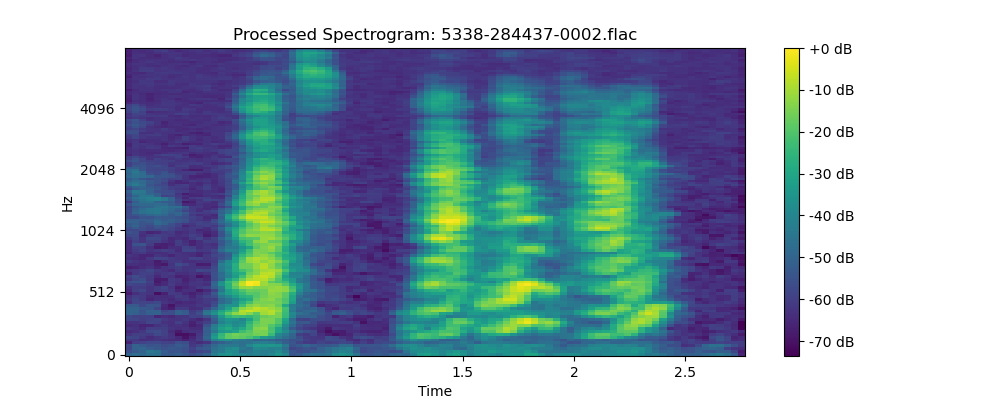 Processed Spectrogram: 5338-284437-0002.flac
Hz
4096
2048
1024
512
0
0
0.5
1
1.5
2
2.5
Time
+0 dB
-10 dB
-20 dB
-30 dB
-40 dB
-50 dB
-60 dB
-70 dB